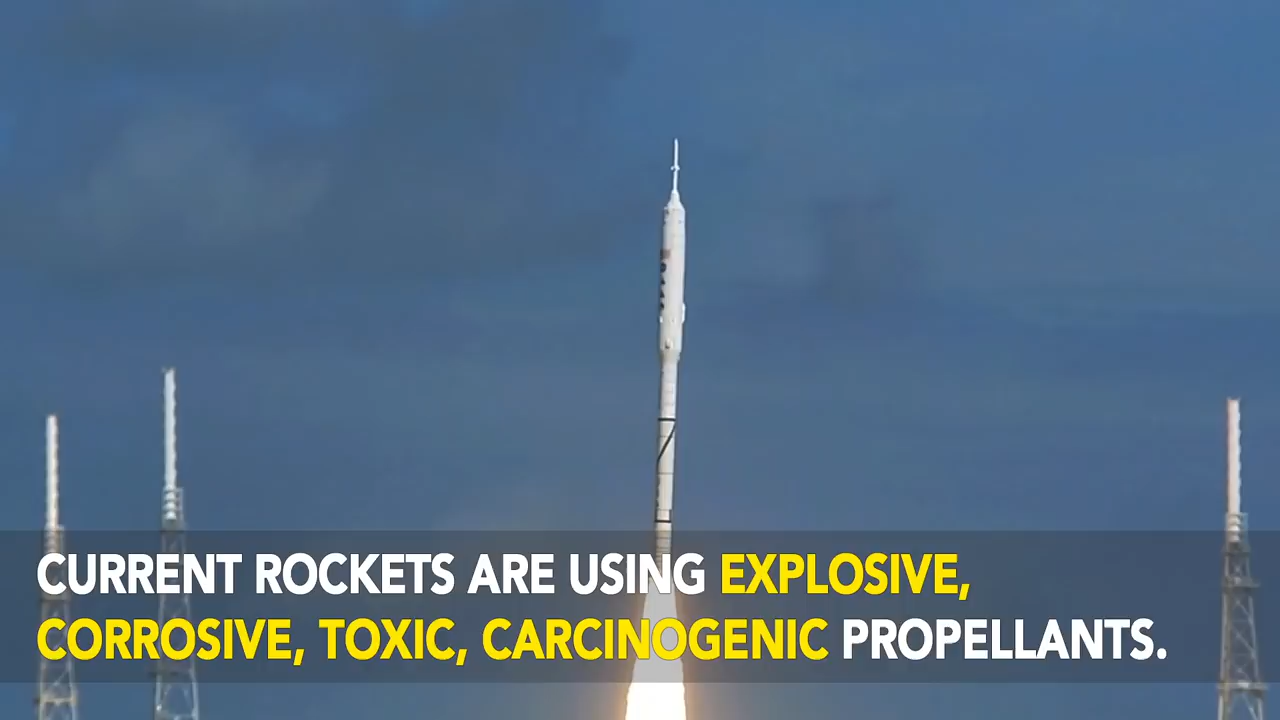 CURRENT ROCKETS ARE USING EXPLOSIVE,
CORROSIVE, TOXIC, CARCINOGENIC PROPELLANTS.